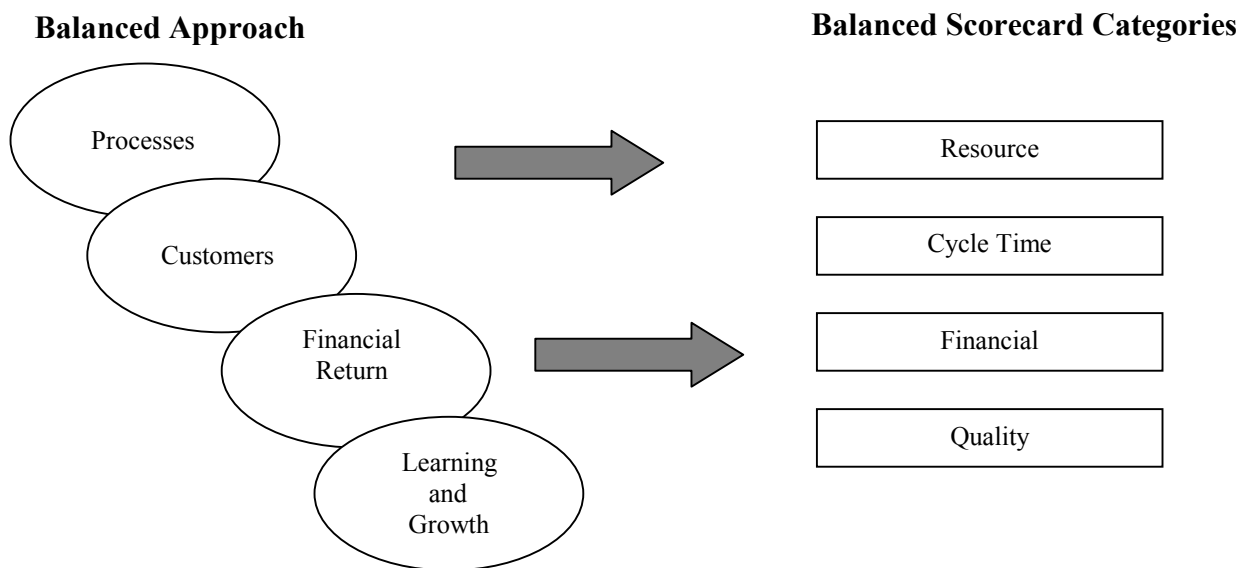 Balanced Approach
Balanced Scorecard Categories
Processes
Customers
Financial
Return
Learning
and
Growth
Resource
Cycle Time
Financial
Quality